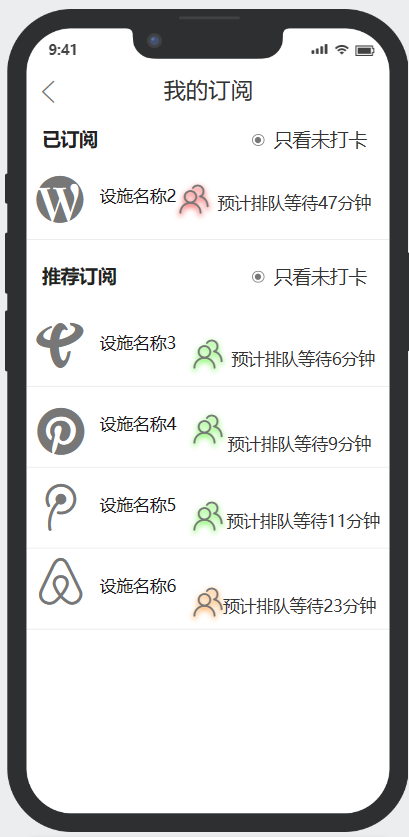 9:41
我的订阅
已订阅 只看未打卡
设施名称2 预计排队等待47分钟
推荐订阅 只看未打卡
设施名称3 预计排队等待6分钟
设施名称4 预计排队等待9分钟
设施名称5 预计排队等待11分钟
设施名称6 预计排队等待23分钟